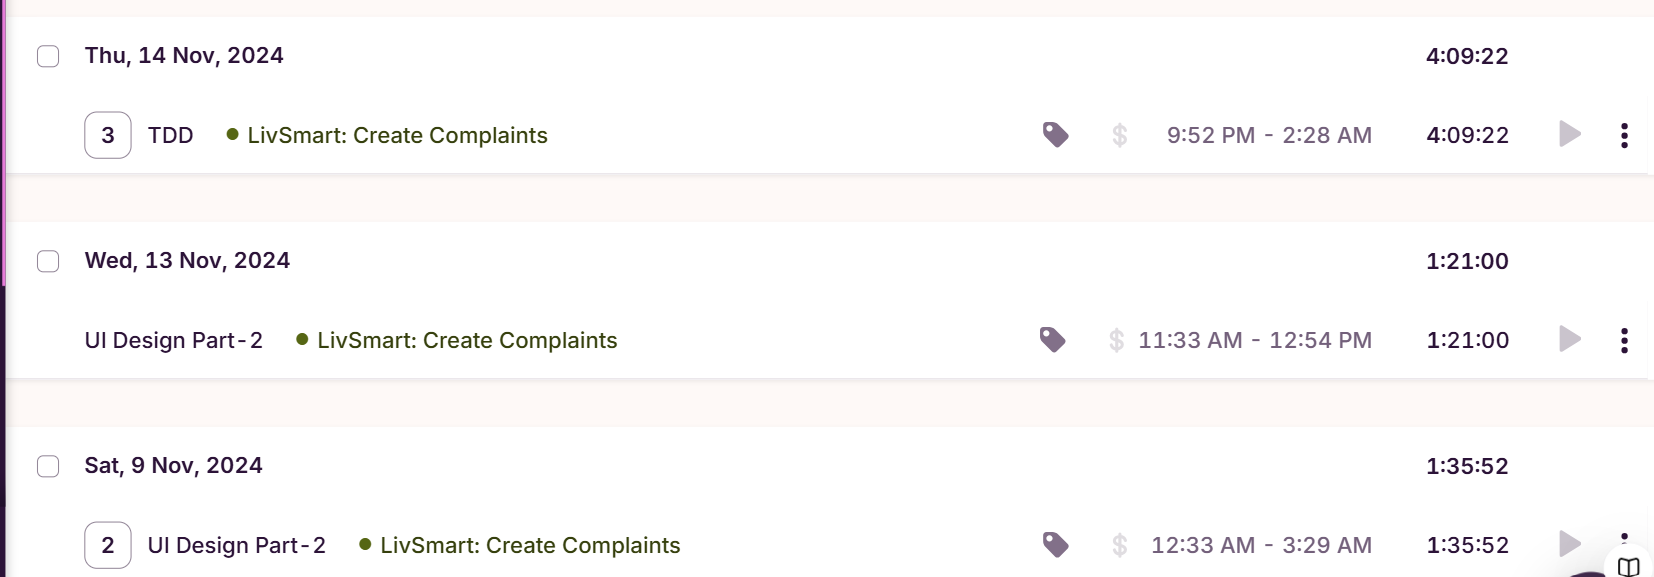 Thu, 14 Nov, 2024 4:09:22
3 TDD LivSmart: Create Complaints $ 9:52 PM - 2:28 AM 4:09:22
Wed, 13 Nov, 2024 1:21:00
UI Design Part-2 LivSmart: Create Complaints $ 11:33 AM - 12:54 PM 1:21:00
Sat, 9 Nov, 2024 1:35:52
2 UI Design Part-2 LivSmart: Create Complaints $ 12:33 AM - 3:29 AM 1:35:52